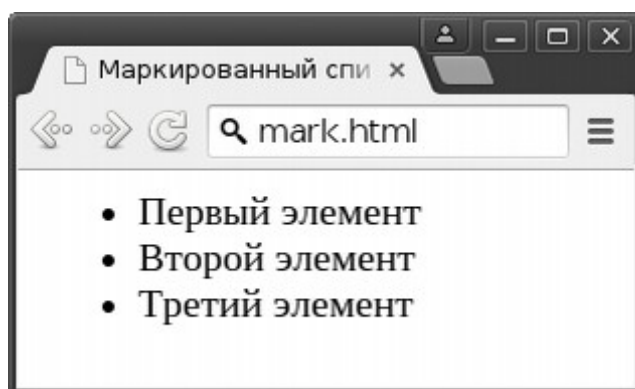 Маркированный спи
mark.html
Первый элемент
Второй элемент
Третий элемент